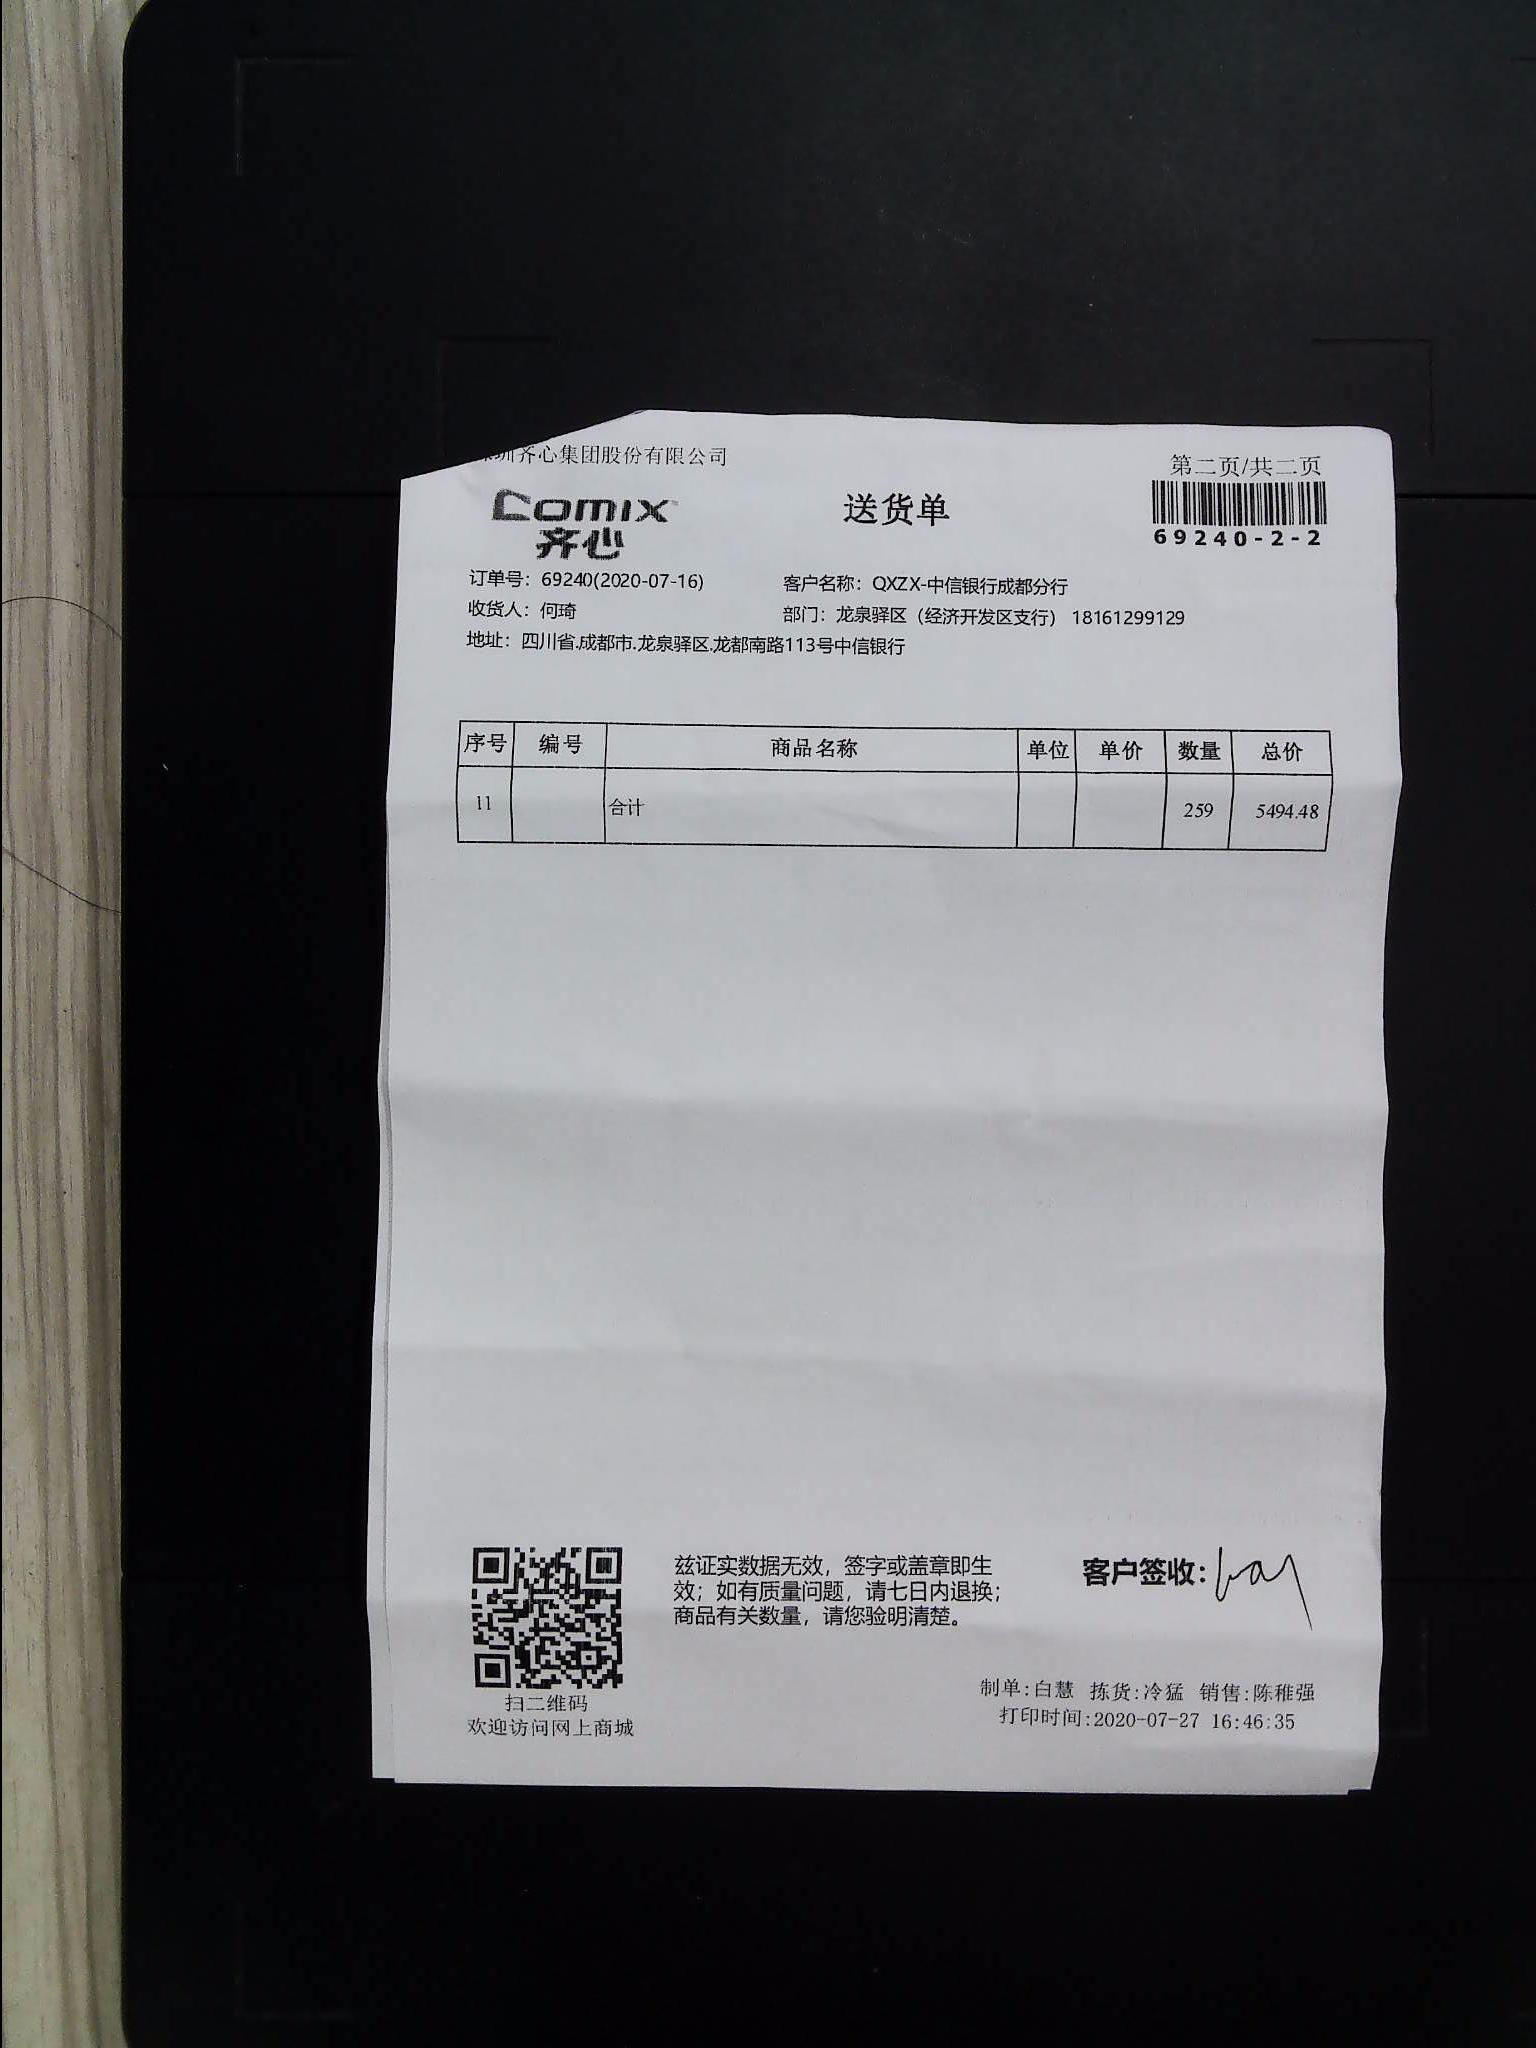 圳齐心集团股份有限公司
第二页/共二页
Comix
齐心
送货单
69240-2-2
订单号：69240(2020-07-16)
客户名称：QXZX-中信银行成都分行
收货人：何琦
部门：龙泉驿区（经济开发区支行） 18161299129
地址：四川省.成都市.龙泉驿区.龙都南路113号中信银行
序号 编号 商品名称 单位 单价 数量 总价
11 合计 259 5494.48
兹证实数据无效，签字或盖章即生
效；如有质量问题，请七日内退换；
商品有关数量，请您验明清楚。
客户签收:
扫二维码
欢迎访问网上商城
制单:白慧 拣货:冷猛 销售:陈稚强
打印时间:2020-07-27 16:46:35